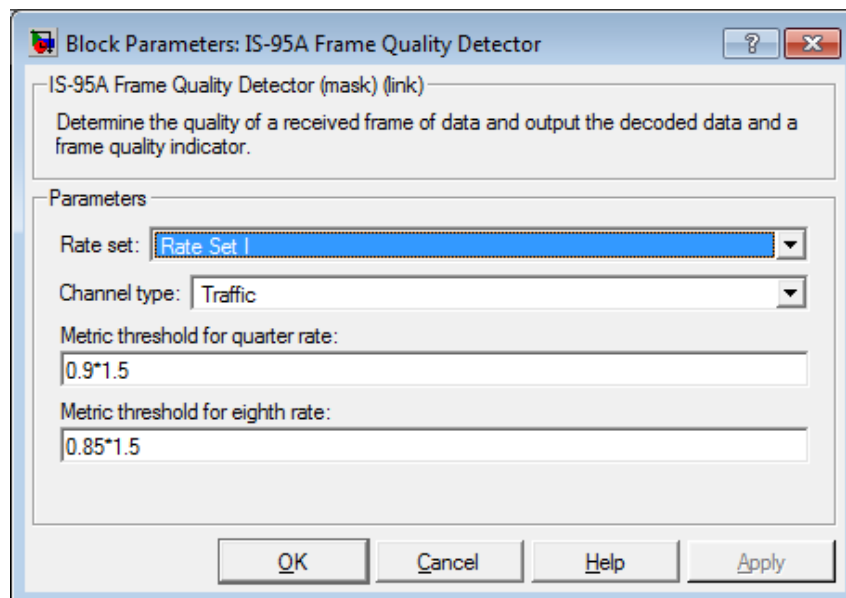 Block Parameters: IS-95A Frame Quality Detector
?
IS-95A Frame Quality Detector (mask) (link)
Determine the quality of a received frame of data and output the decoded data and a
frame quality indicator.
Parameters
Rate set: Rate Set I
Channel type: Traffic
Metric threshold for quarter rate:
0.9*1.5
Metric threshold for eighth rate:
0.85*1.5
OK Cancel Help Apply